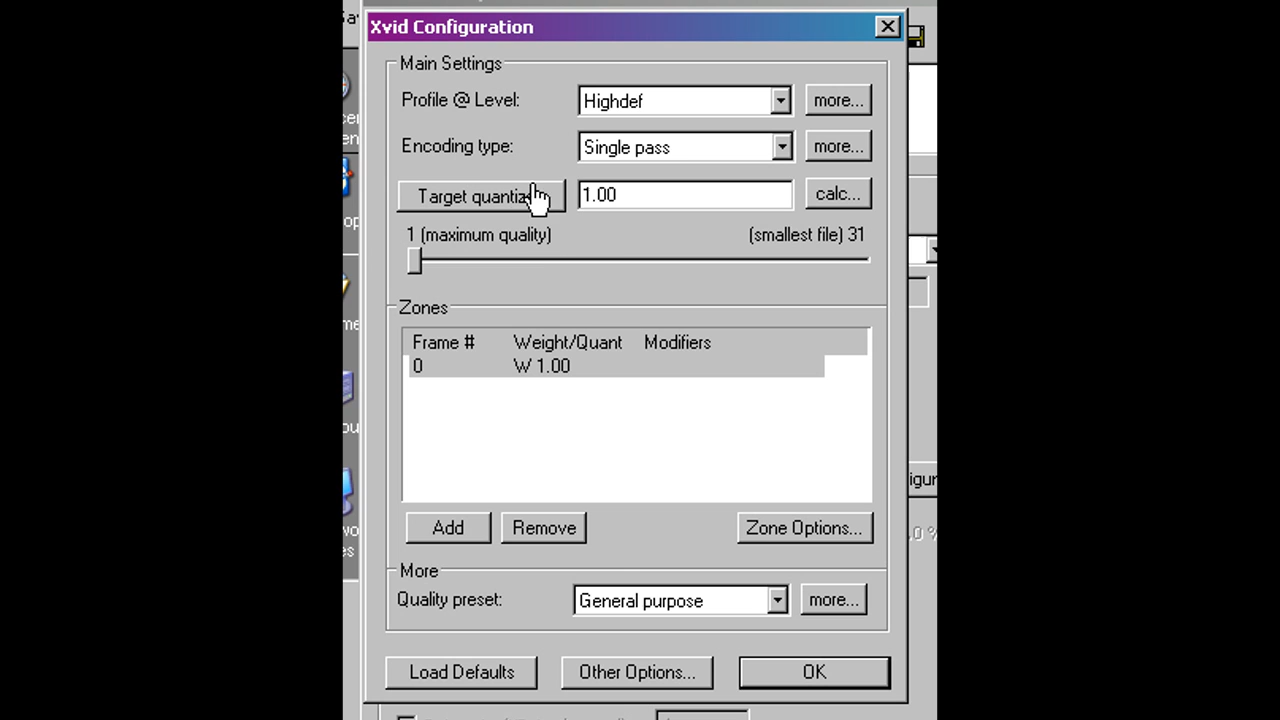 Xvid Configuration
Main Settings
Profile @ Level: Highdef more...
Encoding type: Single pass more...
Target 1.00 calc...
1 (maximum quality) (smallest file) 31
Zones
Frame # Weight/Quant Modifiers
0 W 1.00
Add Remove Zone Options...
More
Quality preset: General purpose more...
Load Defaults Other Options... OK